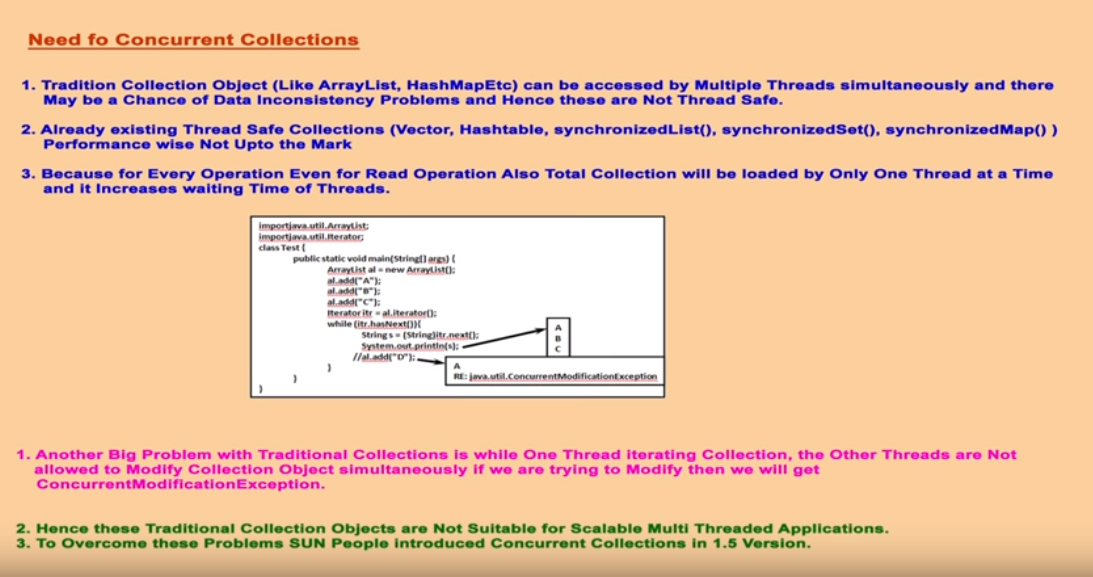 Need fo Concurrent Collections
1. Tradition Collection Object (Like ArrayList, HashMapEtc) can be accessed by Multiple Threads simultaneously and there
May be a Chance of Data Inconsistency Problems and Hence these are Not Thread Safe.
2. Already existing Thread Safe Collections (Vector, Hashtable, synchronizedList(), synchronizedSet(), synchronizedMap() )
Performance wise Not Upto the Mark
3. Because for Every Operation Even for Read Operation Also Total Collection will be loaded by Only One Thread at a Time
and it Increases waiting Time of Threads.
importjava.util.ArrayList;
importjava.util.Iterator;
class Test {
public static void main(String[] args) {
ArrayList al = new ArrayList();
al.add("A");
al.add("B");
al.add("C");
Iterator itr = al.iterator();
while (itr.hasNext()){
String s = (String)itr.next();
System.out.println(s);
//al.add("D");
}
}
}
A
B
C
A
RE: java.util.ConcurrentModificationException
1. Another Big Problem with Traditional Collections is while One Thread iterating Collection, the Other Threads are Not
allowed to Modify Collection Object simultaneously if we are trying to Modify then we will get
ConcurrentModificationException.
2. Hence these Traditional Collection Objects are Not Suitable for Scalable Multi Threaded Applications.
3. To Overcome these Problems SUN People introduced Concurrent Collections in 1.5 Version.